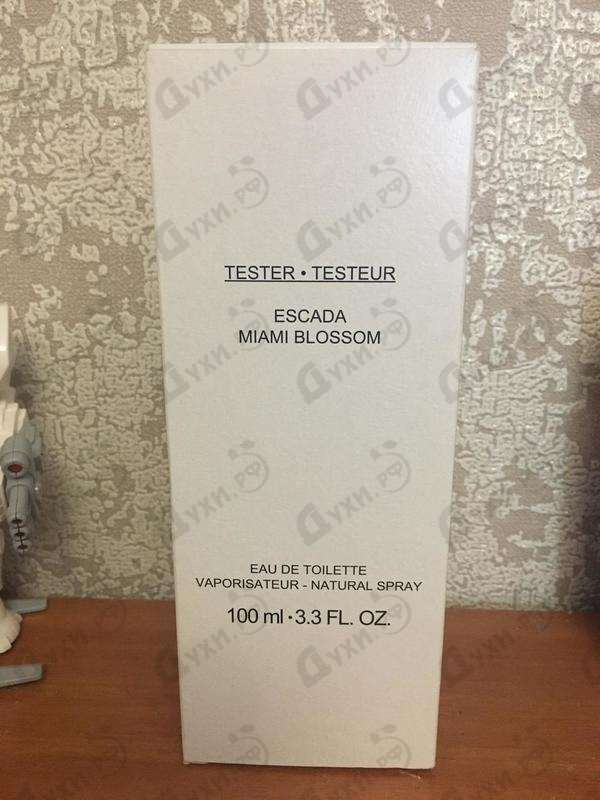 TESTER • TESTEUR
ESCADA
MIAMI BLOSSOM
EAU DE TOILETTE
VAPORISATEUR - NATURAL SPRAY
100 ml • 3.3 FL. OZ.
Духи.РФ